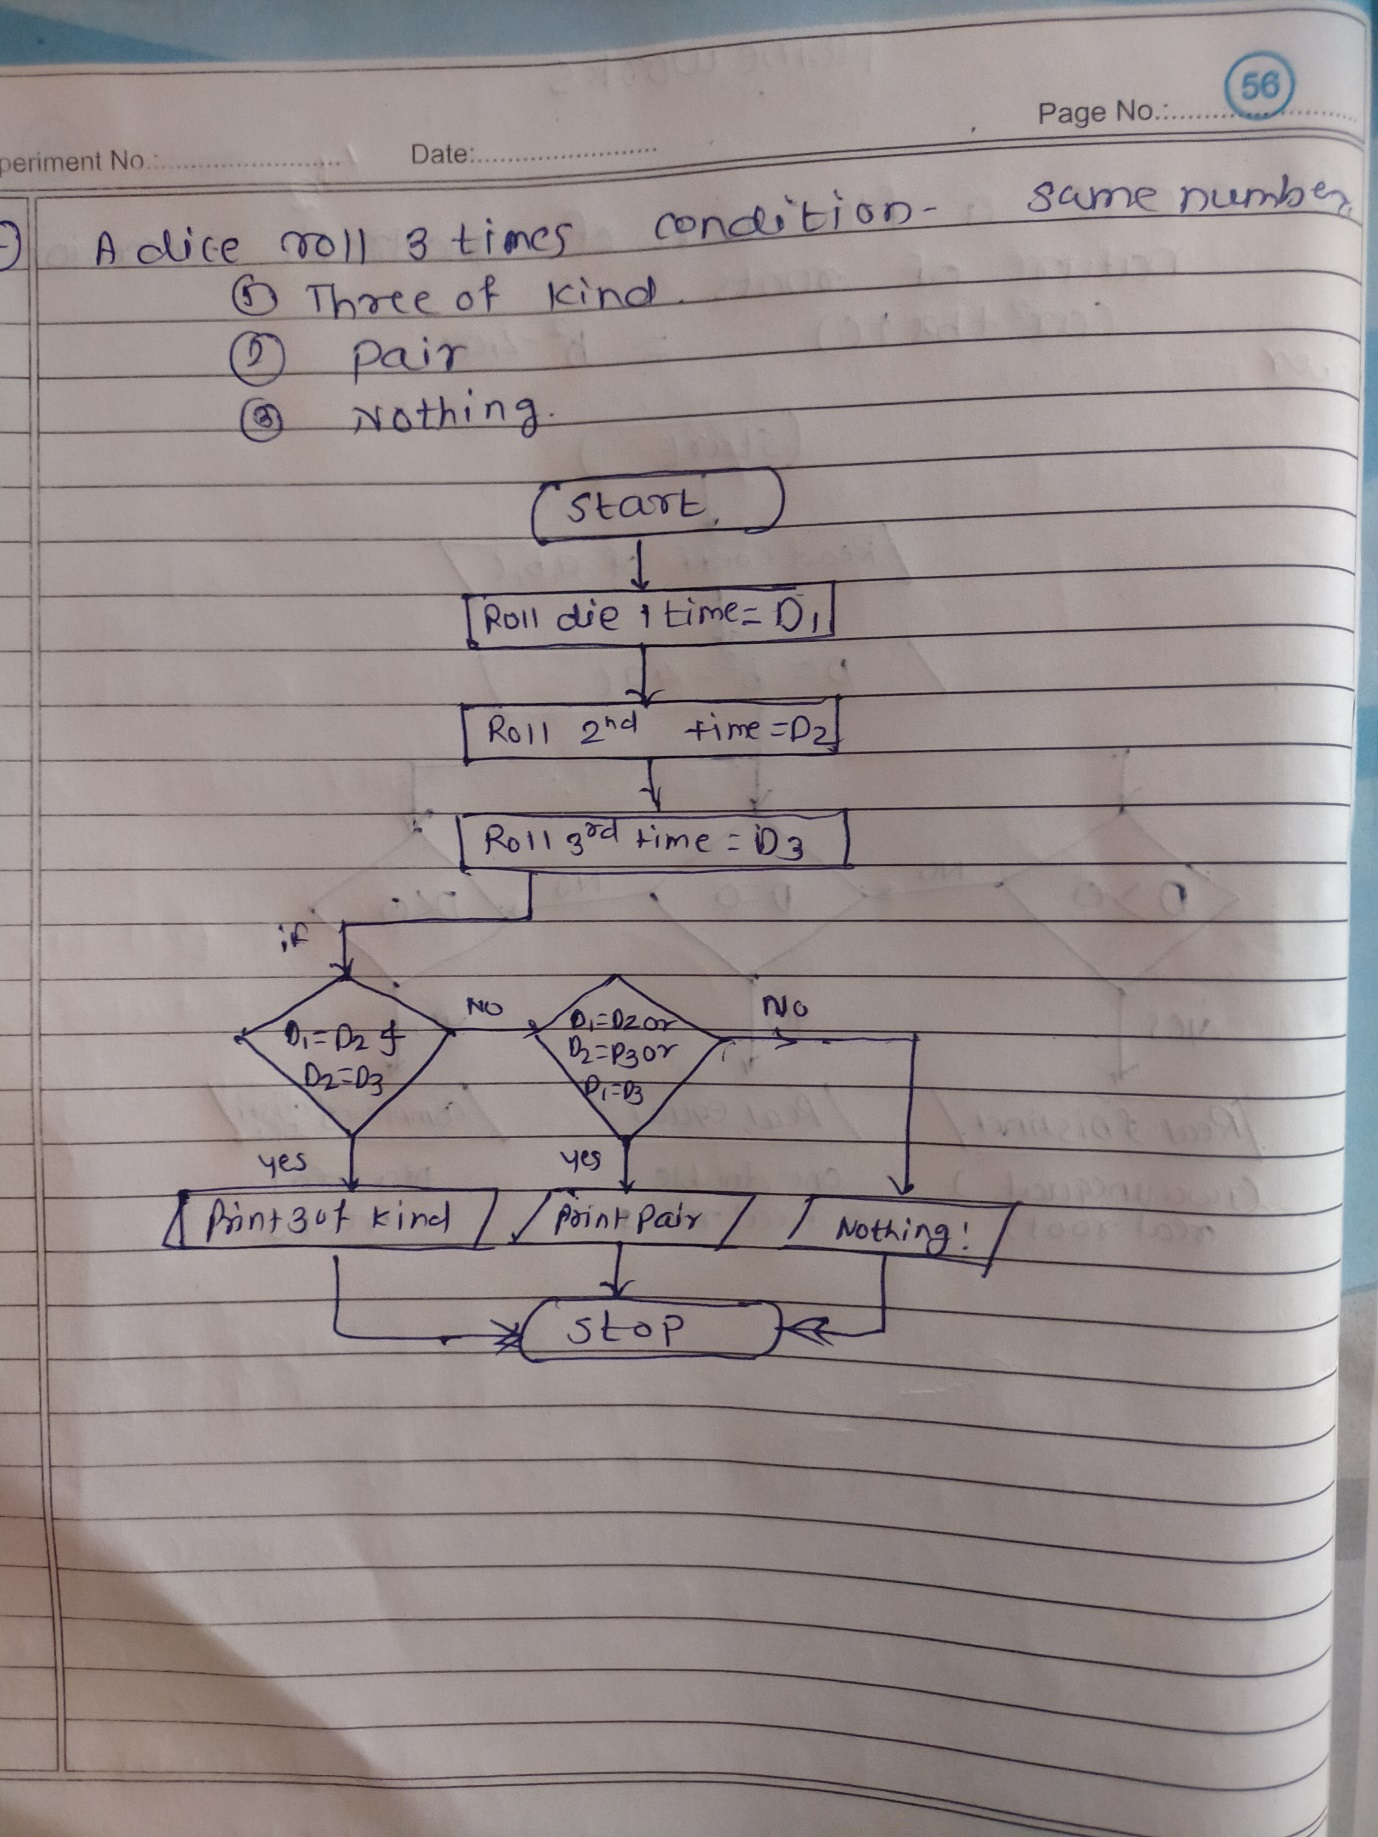 56
Page No.:
periment No.:
Date:
A dice roll 3 times condition- same number
① Three of kind.
② pair
③ Nothing.
Start
Roll die 1 time = D1
Roll 2nd time = D2
Roll 3rd time = D3
if
D1 = D2 &
D2 = D3
NO
D1 = D2 or
D2 = D3 or
D1 = D3
No
yes
yes
Print 3 of kind
Print Pair
Nothing!
Stop